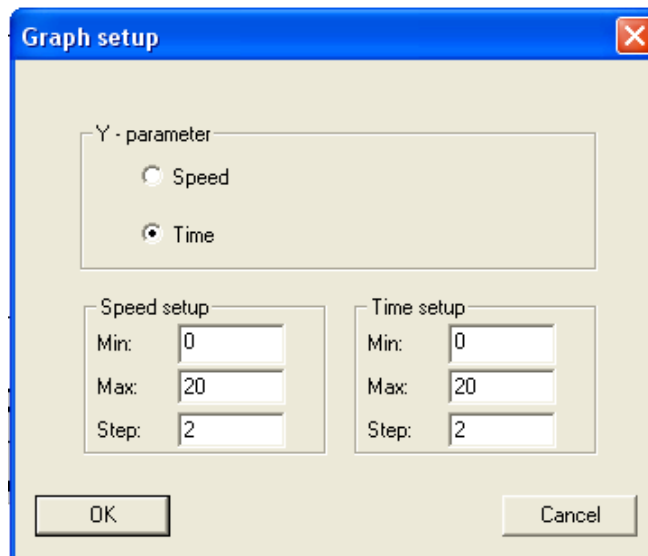 Graph setup
Y - parameter
Speed
Time
Speed setup
Min: 0
Max: 20
Step: 2
Time setup
Min: 0
Max: 20
Step: 2
OK
Cancel